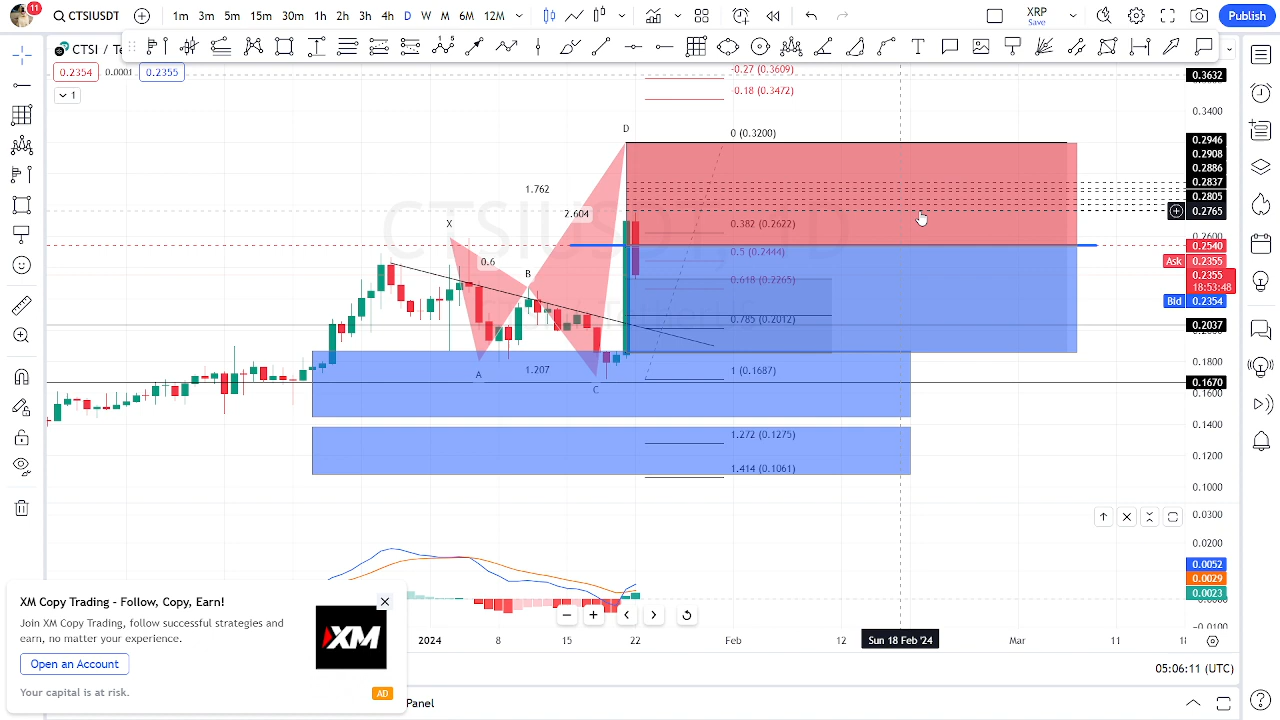 11
CTSIUSDT
1m 3m 5m 15m 30m 1h 2h 3h 4h D W M 6M 12M
XRP
Save
Publish
CTSI / Te
0.2354 0.0001 0.2355
1
-0.27 (0.3609)
-0.18 (0.3472)
0 (0.3200)
0.382 (0.2622)
0.5 (0.2444)
0.618 (0.2265)
0.785 (0.2012)
1 (0.1687)
1.272 (0.1275)
1.414 (0.1061)
CTSIUSDT, 1D
X
A
B
C
D
0.6
1.762
2.604
1.207
0.3632
0.3400
0.2946
0.2908
0.2886
0.2837
0.2805
0.2765
0.2600
0.2540
Ask 0.2355
0.2355
18:53:48
Bid 0.2354
0.2037
0.1800
0.1670
0.1600
0.1400
0.1200
0.1000
0.0300
0.0200
0.0052
0.0029
0.0023
-0.0100
2024 8 15 22 Feb 12 Sun 18 Feb '24 Mar 11 18
05:06:11 (UTC)
XM Copy Trading - Follow, Copy, Earn!
Join XM Copy Trading, follow successful strategies and
earn, no matter your experience.
Open an Account
Your capital is at risk.
XM
AD
Panel